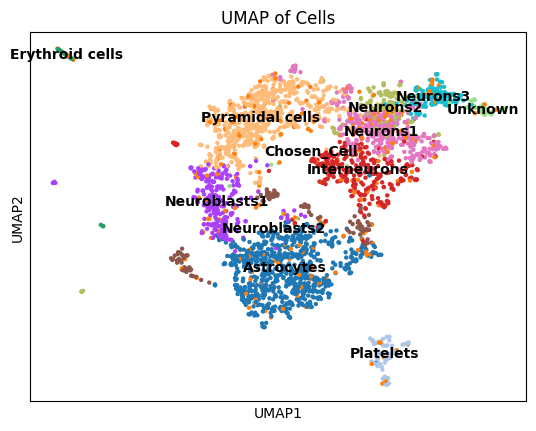 UMAP of Cells
Erythroid cells
Neurons3
Neurons2
Unknown
Pyramidal cells
Neurons1
Chosen_Cell
Interneurons
Neuroblasts1
Neuroblasts2
Astrocytes
Platelets
UMAP2
UMAP1